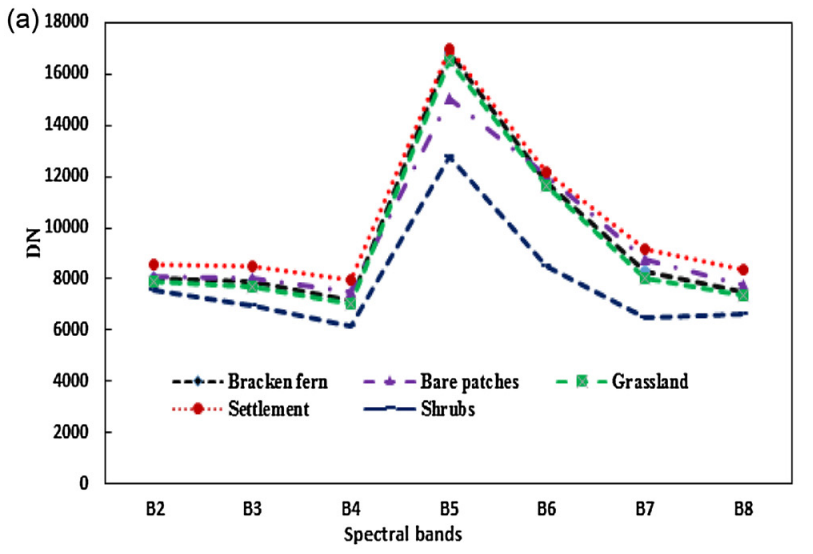 (a)
18000
16000
14000
12000
10000
8000
6000
4000
2000
0
DN
Bracken fern Bare patches Grassland
Settlement Shrubs
B2 B3 B4 B5 B6 B7 B8
Spectral bands